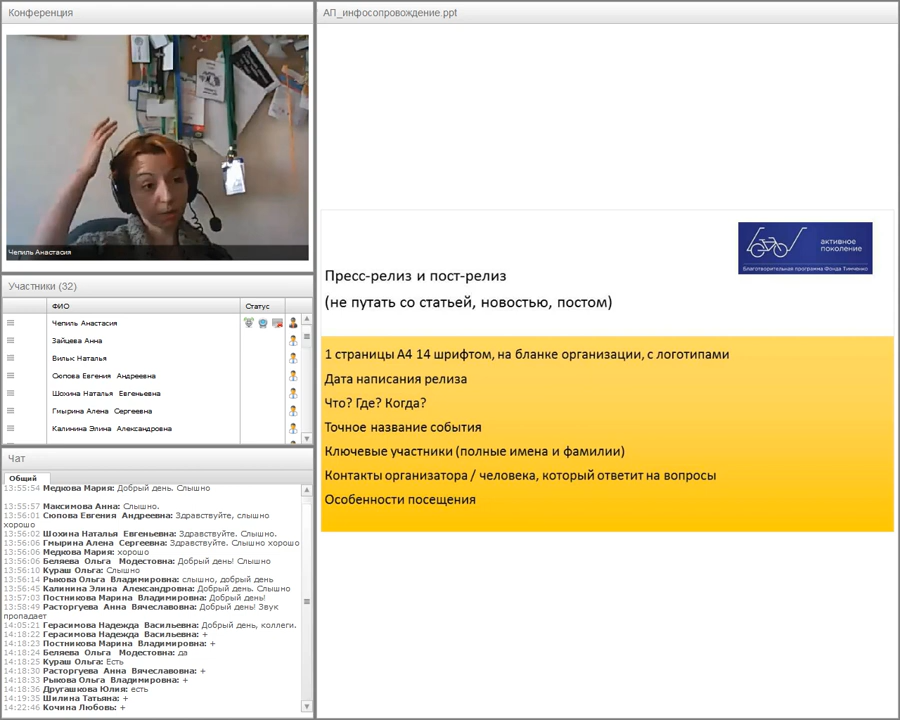 Конференция
Чепиль Анастасия
Участники (32)
ФИО
Статус
Чепиль Анастасия
Зайцева Анна
Вильк Наталья
Сюпова Евгения Андреевна
Шохина Наталья Евгеньевна
Гмырина Алена Сергеевна
Калинина Элина Александровна
Чат
Общий
13:55:54 Медкова Мария: Добрый день. Слышно
13:55:57 Максимова Анна: Слышно.
13:56:01 Сюпова Евгения Андреевна: Здравствуйте, слышно
хорошо
13:56:02 Шохина Наталья Евгеньевна: Здравствуйте. Слышно.
13:56:06 Гмырина Алена Сергеевна: Здравствуйте. Слышно хорошо
13:56:06 Медкова Мария: хорошо
13:56:06 Беляева Ольга Модестовна: Добрый день! Слышно
13:56:10 Кураш Ольга: Слышно
13:56:14 Рыкова Ольга Владимировна: слышно, добрый день
13:56:45 Калинина Элина Александровна: Добрый день. Слышно
13:57:03 Постникова Марина Владимировна: Добрый день!
13:58:49 Расторгуева Анна Вячеславовна: Добрый день! Звук
пропадает
14:05:21 Герасимова Надежда Васильевна: Добрый день, коллеги.
14:18:22 Герасимова Надежда Васильевна: +
14:18:23 Постникова Марина Владимировна: +
14:18:24 Беляева Ольга Модестовна: да
14:18:25 Кураш Ольга: Есть
14:18:30 Расторгуева Анна Вячеславовна: +
14:18:33 Рыкова Ольга Владимировна: +
14:18:36 Другашкова Юлия: есть
14:19:35 Шилина Татьяна: +
14:22:46 Кочина Любовь: +
АП_инфосопровождение.ppt
активное
поколение
Благотворительная программа Фонда Тимченко
Пресс-релиз и пост-релиз
(не путать со статьей, новостью, постом)
1 страницы А4 14 шрифтом, на бланке организации, с логотипами
Дата написания релиза
Что? Где? Когда?
Точное название события
Ключевые участники (полные имена и фамилии)
Контакты организатора / человека, который ответит на вопросы
Особенности посещения